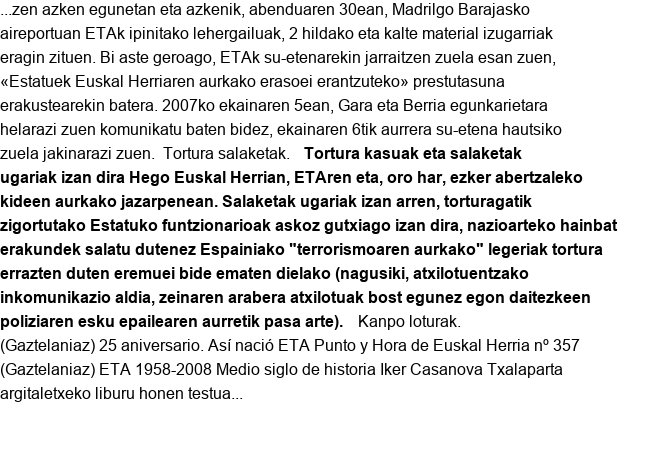 ...zen azken egunetan eta azkenik, abenduaren 30ean, Madrilgo Barajasko
aireportuan ETAk ipinitako lehergailuak, 2 hildako eta kalte material izugarriak
eragin zituen. Bi aste geroago, ETAk su-etenarekin jarraitzen zuela esan zuen,
«Estatuek Euskal Herriaren aurkako erasoei erantzuteko» prestutasuna
erakustearekin batera. 2007ko ekainaren 5ean, Gara eta Berria egunkarietara
helarazi zuen komunikatu baten bidez, ekainaren 6tik aurrera su-etena hautsiko
zuela jakinarazi zuen.  Tortura salaketak.   Tortura kasuak eta salaketak
ugariak izan dira Hego Euskal Herrian, ETAren eta, oro har, ezker abertzaleko
kideen aurkako jazarpenean. Salaketak ugariak izan arren, torturagatik
zigortutako Estatuko funtzionarioak askoz gutxiago izan dira, nazioarteko hainbat
erakundek salatu dutenez Espainiako "terrorismoaren aurkako" legeriak tortura
errazten duten eremuei bide ematen dielako (nagusiki, atxilotuentzako
inkomunikazio aldia, zeinaren arabera atxilotuak bost egunez egon daitezkeen
poliziaren esku epailearen aurretik pasa arte).   Kanpo loturak.
(Gaztelaniaz) 25 aniversario. Así nació ETA Punto y Hora de Euskal Herria nº 357
(Gaztelaniaz) ETA 1958-2008 Medio siglo de historia Iker Casanova Txalaparta
argitaletxeko liburu honen testua...